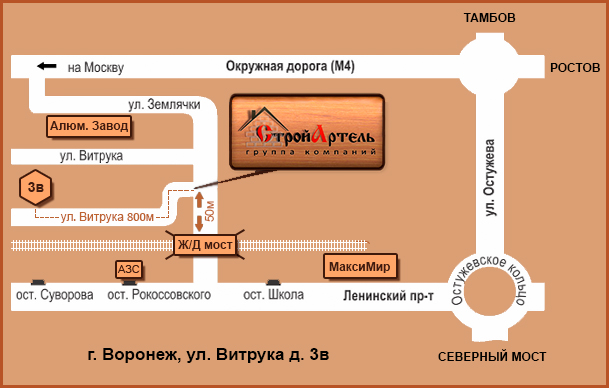 ТАМБОВ
на Москву
Окружная дорога (М4)
РОСТОВ
ул. Землячки
Алюм. Завод
СтройАртель
группа компаний
ул. Витрука
ул. Остужева
3в
ул. Витрука 800м
50м
Ж/Д мост
АЗС
МаксиМир
Остужевское кольцо
ост. Суворова
ост. Рокоссовского
ост. Школа
Ленинский пр-т
г. Воронеж, ул. Витрука д. 3в
СЕВЕРНЫЙ МОСТ